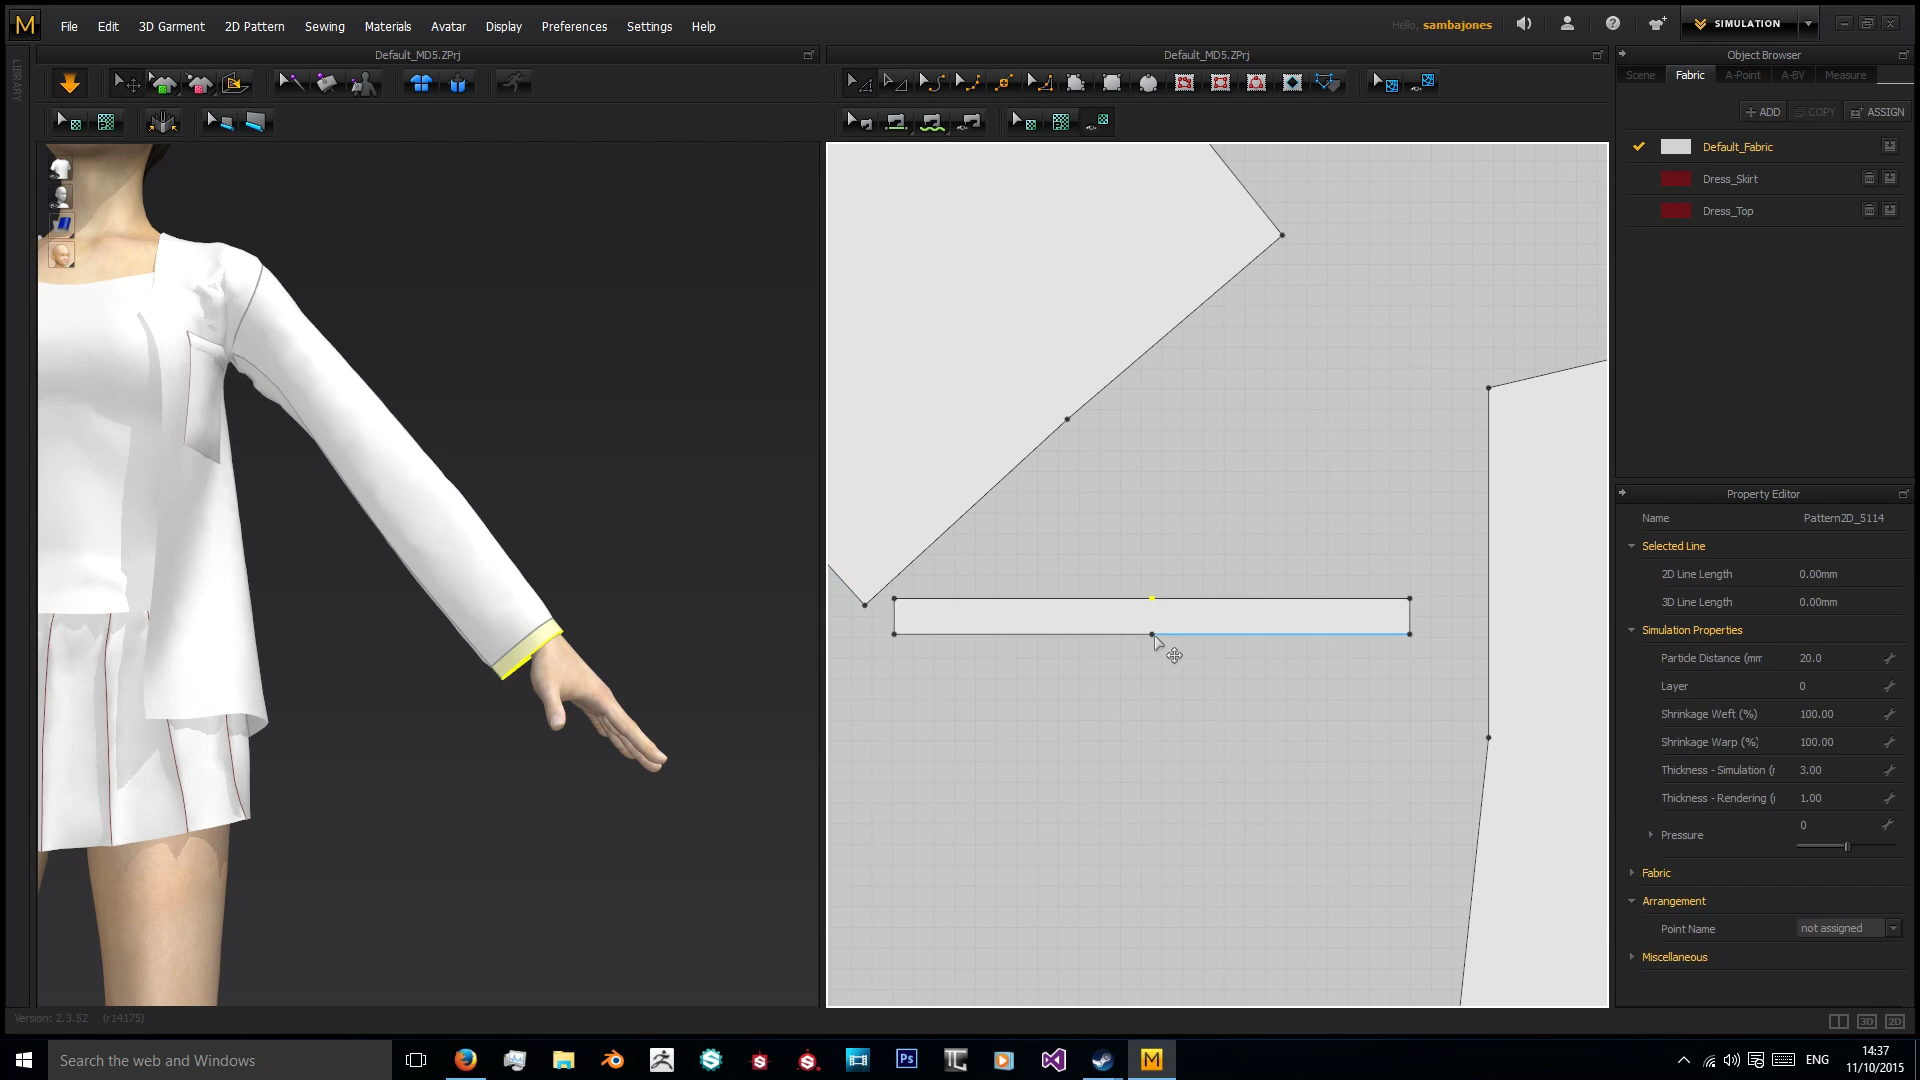 M File Edit 3D Garment 2D Pattern Sewing Materials Avatar Display Preferences Settings Help Hello, sambajones SIMULATION
Default_MD5.ZPrj
Default_MD5.ZPrj
Object Browser
LIBRARY
Scene Fabric A-Point A-BV Measure
+ ADD COPY ASSIGN
Default_Fabric
Dress_Skirt
Dress_Top
Property Editor
Name Pattern2D_5114
Selected Line
2D Line Length 0.00mm
3D Line Length 0.00mm
Simulation Properties
Particle Distance (mm 20.0
Layer 0
Shrinkage Weft (%) 100.00
Shrinkage Warp (%) 100.00
Thickness - Simulation (r 3.00
Thickness - Rendering (i 1.00
Pressure 0
Fabric
Arrangement
Point Name not assigned
Miscellaneous
Version: 2.3.52 (r14175)
3D 2D
Search the web and Windows
Ps
M
ENG
14:37
11/10/2015